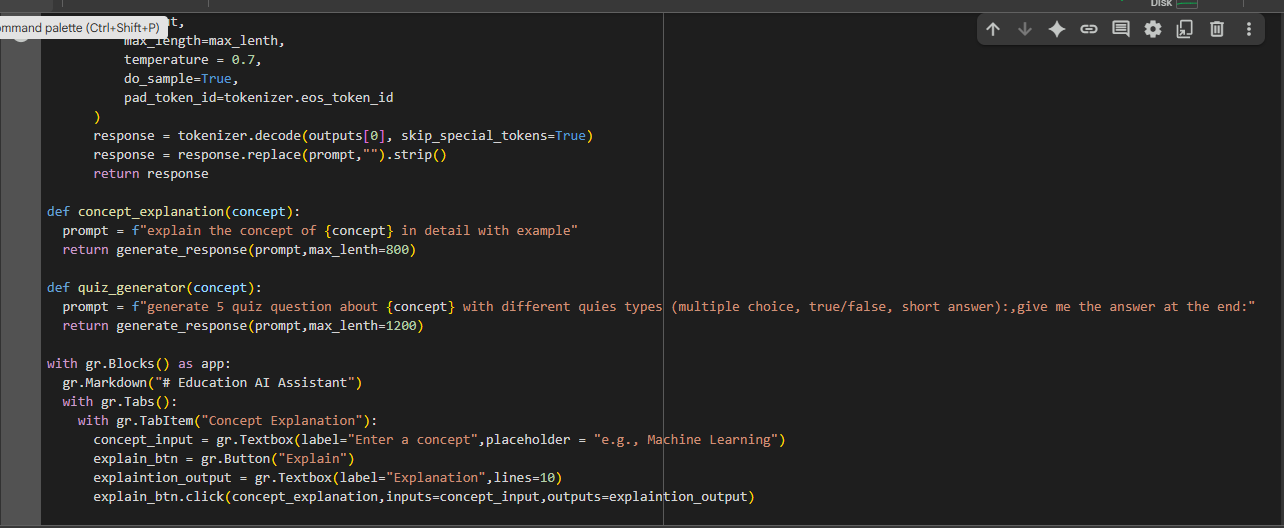 Disk
ommand palette (Ctrl+Shift+P) t,
max_length=max_lenth,
temperature = 0.7,
do_sample=True,
pad_token_id=tokenizer.eos_token_id
)
response = tokenizer.decode(outputs[0], skip_special_tokens=True)
response = response.replace(prompt,"").strip()
return response
def concept_explanation(concept):
prompt = f"explain the concept of {concept} in detail with example"
return generate_response(prompt,max_lenth=800)
def quiz_generator(concept):
prompt = f"generate 5 quiz question about {concept} with different quies types (multiple choice, true/false, short answer):,give me the answer at the end:"
return generate_response(prompt,max_lenth=1200)
with gr.Blocks() as app:
gr.Markdown("# Education AI Assistant")
with gr.Tabs():
with gr.TabItem("Concept Explanation"):
concept_input = gr.Textbox(label="Enter a concept",placeholder = "e.g., Machine Learning")
explain_btn = gr.Button("Explain")
explaintion_output = gr.Textbox(label="Explanation",lines=10)
explain_btn.click(concept_explanation,inputs=concept_input,outputs=explaintion_output)